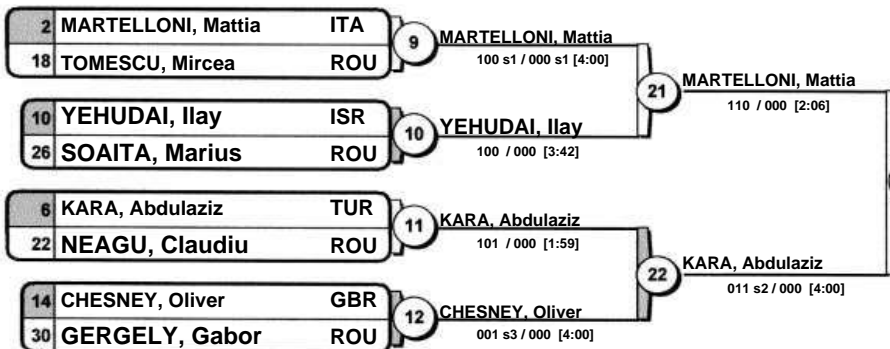 2 MARTELLONI, Mattia ITA
18 TOMESCU, Mircea ROU
9
MARTELLONI, Mattia
100 s1 / 000 s1 [4:00]
10 YEHUDAI, Ilay ISR
26 SOAITA, Marius ROU
10
YEHUDAI, Ilay
100 / 000 [3:42]
21
MARTELLONI, Mattia
110 / 000 [2:06]
6 KARA, Abdulaziz TUR
22 NEAGU, Claudiu ROU
11
KARA, Abdulaziz
101 / 000 [1:59]
14 CHESNEY, Oliver GBR
30 GERGELY, Gabor ROU
12
CHESNEY, Oliver
001 s3 / 000 [4:00]
22
KARA, Abdulaziz
011 s2 / 000 [4:00]